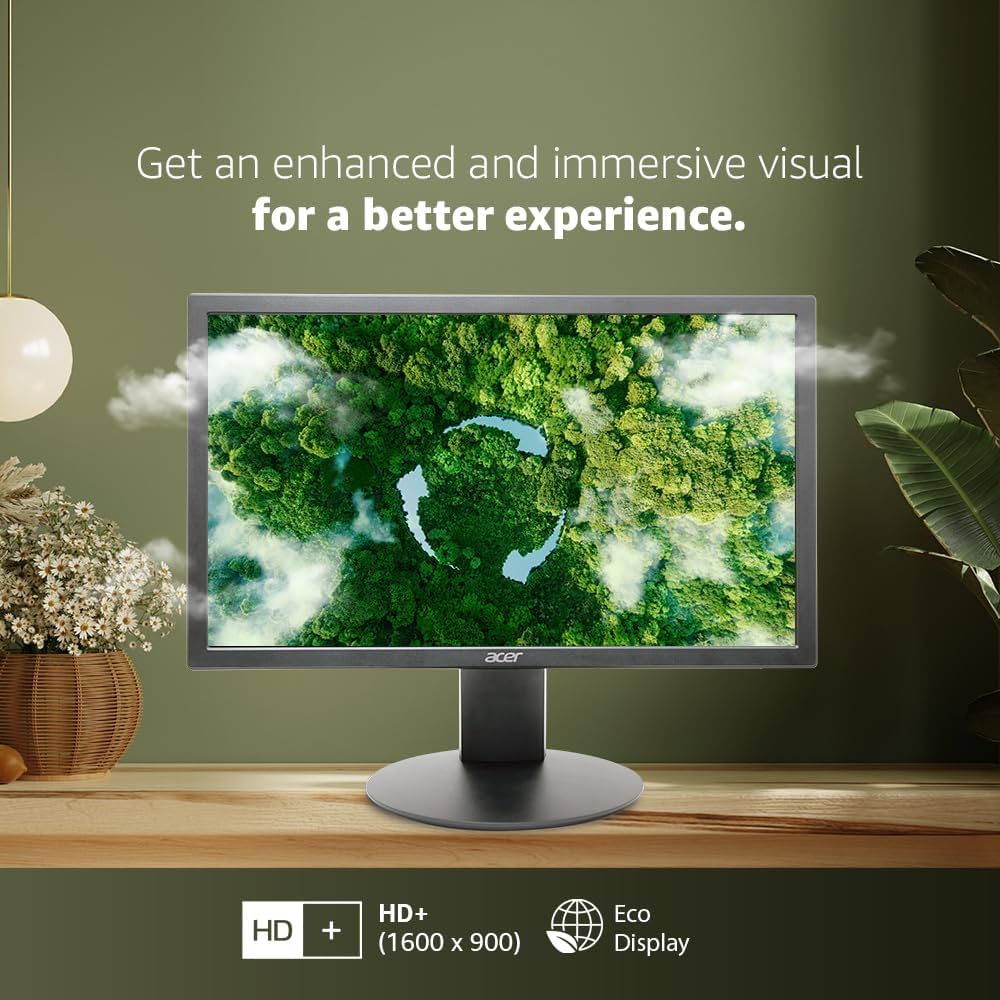 Get an enhanced and immersive visual
for a better experience.
acer
HD +
HD+
(1600 x 900)
Eco
Display